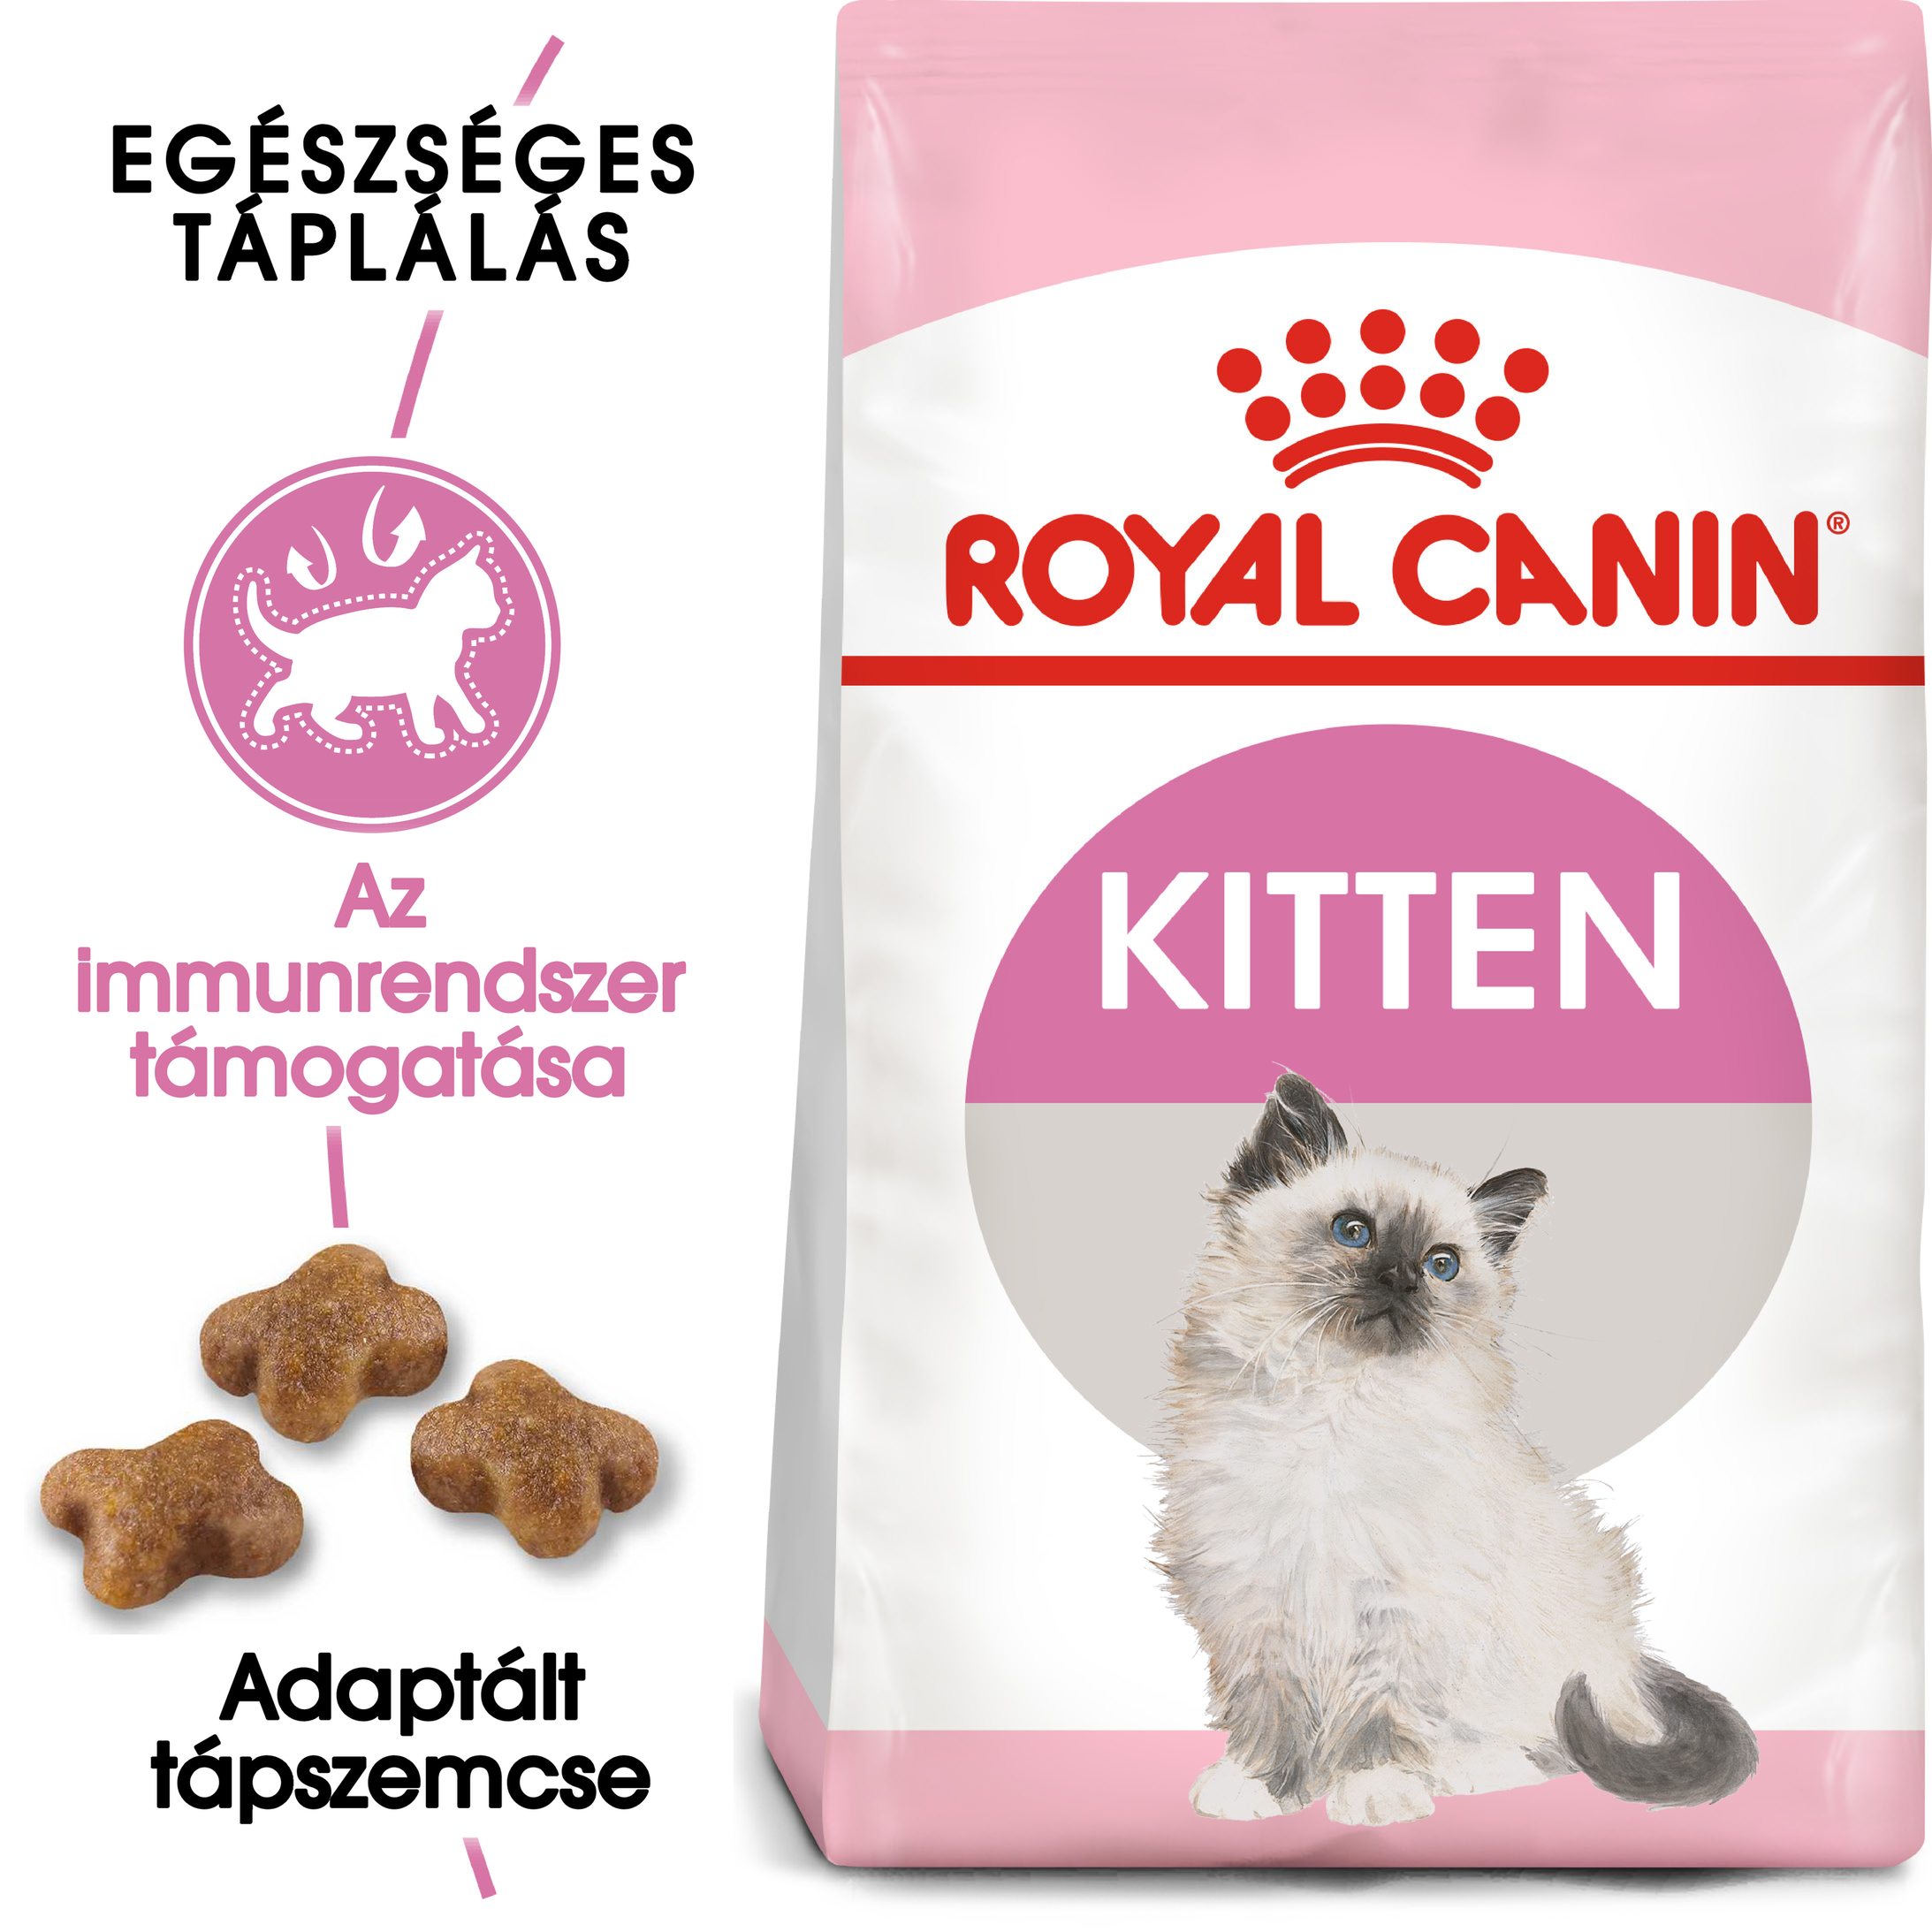 EGÉSZSÉGES
TÁPLÁLÁS
Az
immunrendszer
támogatása
Adaptált
tápszemcse
ROYAL CANIN®
KITTEN